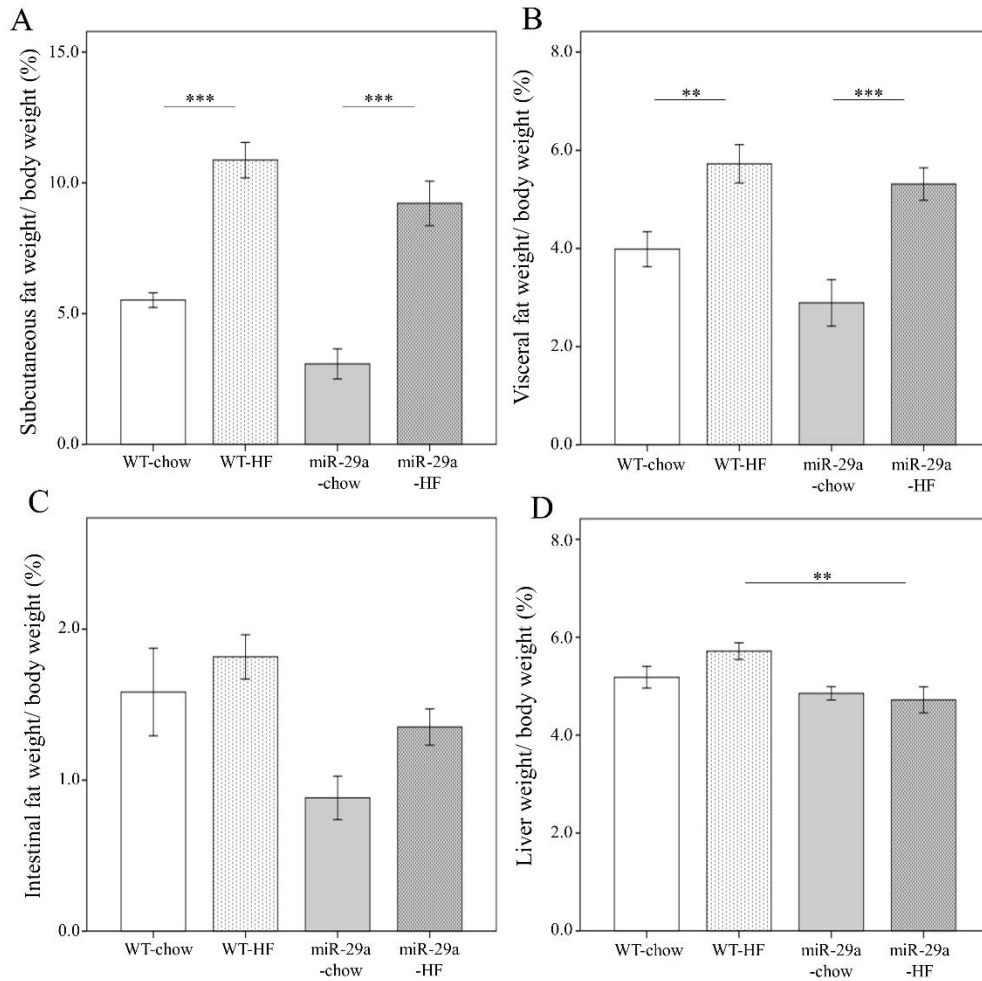 A
Subcutaneous fat weight/ body weight (%)
15.0
10.0
5.0
0.0
***
***
WT-chow
WT-HF
miR-29a
-chow
miR-29a
-HF
B
Visceral fat weight/ body weight (%)
8.0
6.0
4.0
2.0
0.0
**
***
WT-chow
WT-HF
miR-29a
-chow
miR-29a
-HF
C
Intestinal fat weight/ body weight (%)
2.0
1.0
0.0
WT-chow
WT-HF
miR-29a
-chow
miR-29a
-HF
D
Liver weight/ body weight (%)
8.0
6.0
4.0
2.0
0.0
**
WT-chow
WT-HF
miR-29a
-chow
miR-29a
-HF